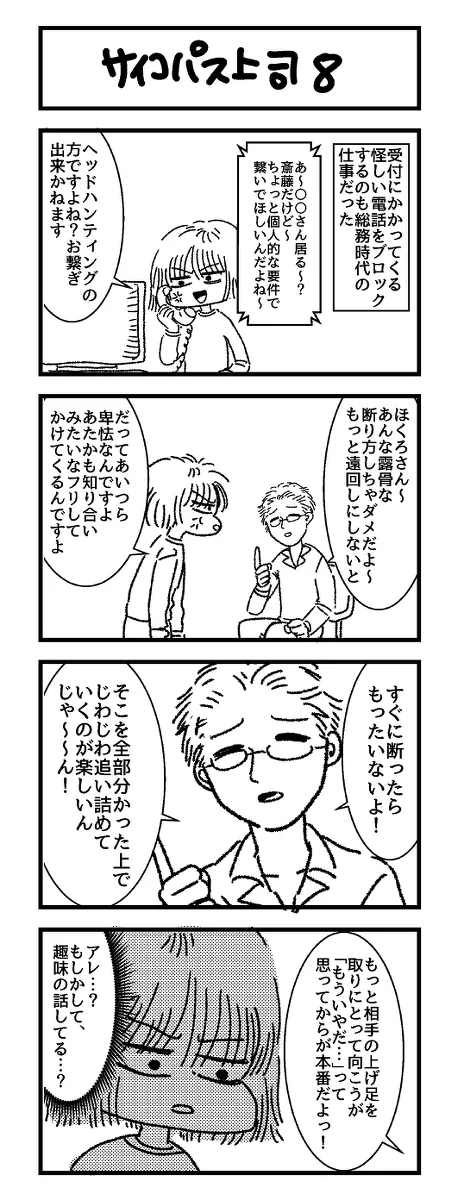 サイコパス上司8
受付にかかってくる
怪しい電話をブロック
するのも総務時代の
仕事だった
あ〜〇〇さん居る〜?
斎藤だけど〜
ちょっと個人的な要件で
繋いでほしいんだよね〜
ヘッドハンティングの
方ですよね?お繋ぎ
出来かねます
ほくろさん〜
あんな露骨な
断り方しちゃダメだよ〜
もっと遠回しにしないと
だってあいつら
卑怯なんですよ
あたかも知り合い
みたいなフリして
かけてくるんですよ
すぐに断ったら
もったいないよ!
そこを全部分かった上で
じわじわ追い詰めて
いくのが楽しいん
じゃ〜〜ん!
もっと相手の上げ足を
取りにとって向こうが
「もういやだ…」って
思ってからが本番だよっ!
アレ…?
もしかして、
趣味の話してる…?